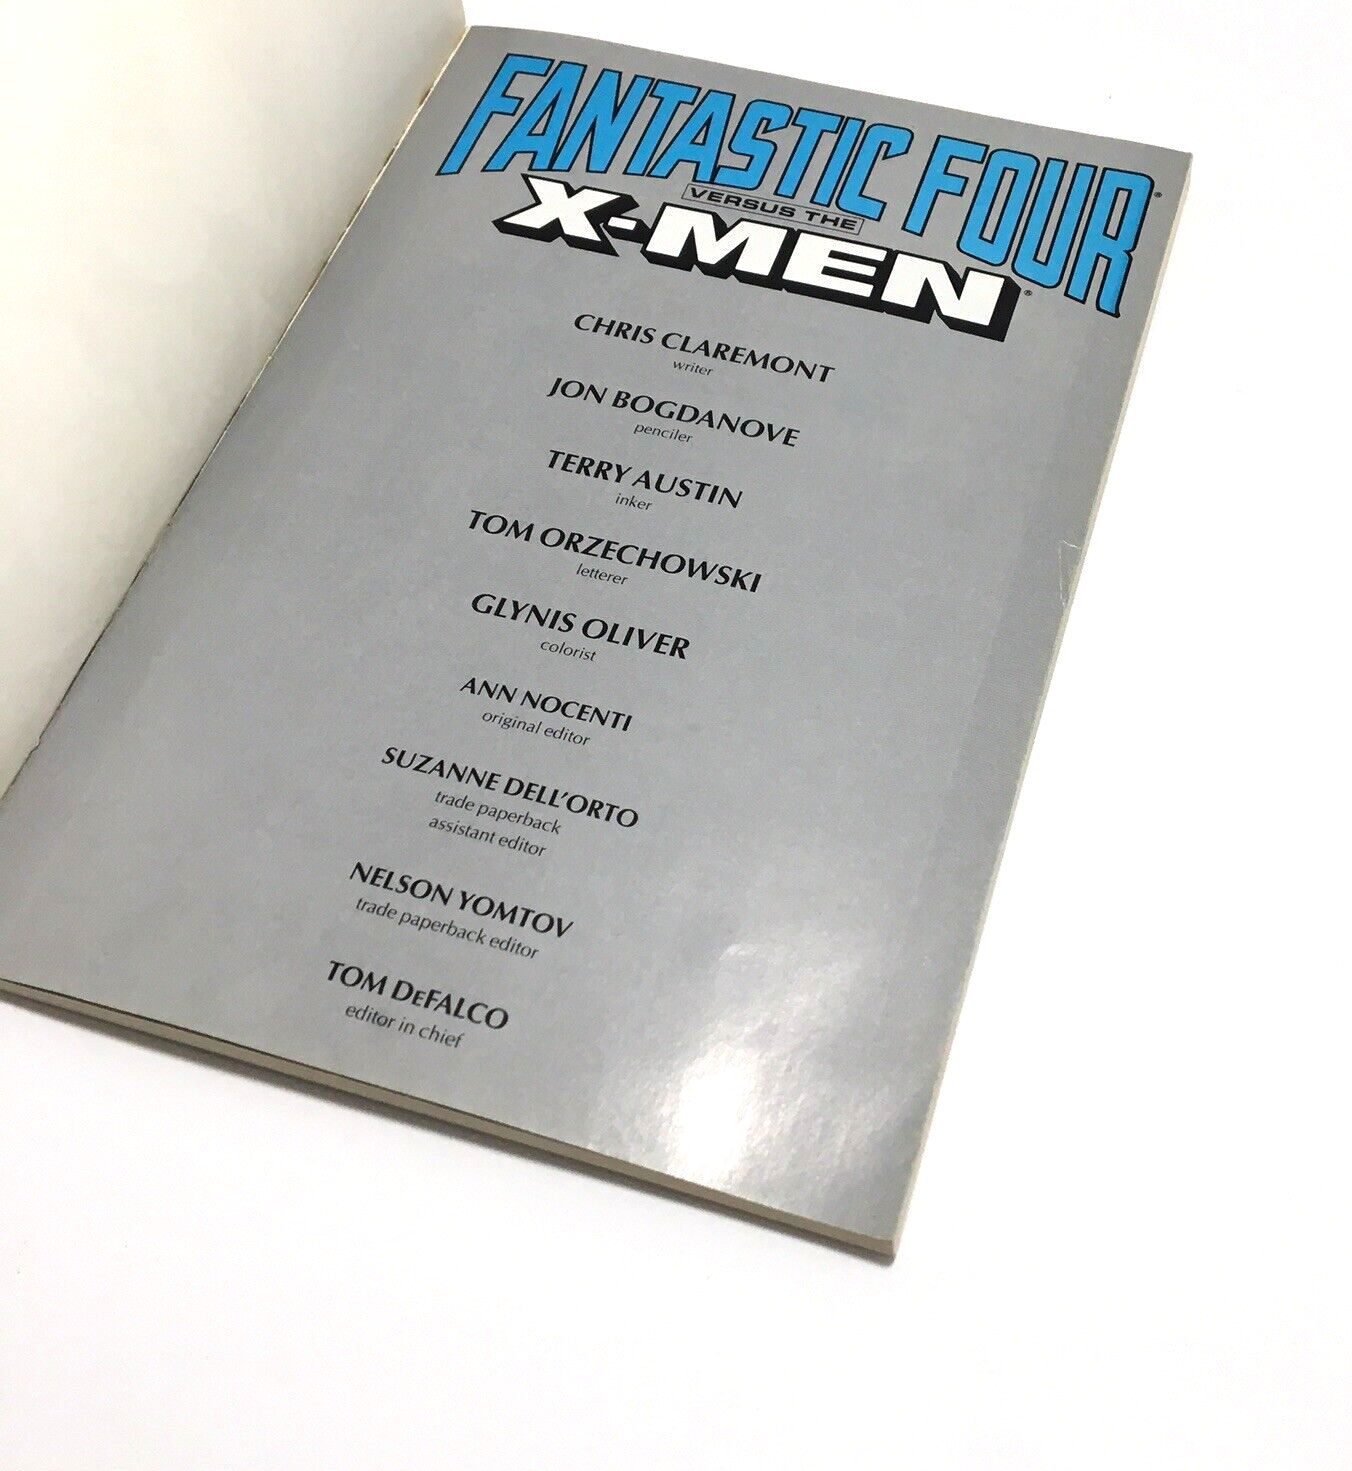 FANTASTIC FOUR®
VERSUS THE
X-MEN®
CHRIS CLAREMONT
writer
JON BOGDANOVE
penciler
TERRY AUSTIN
inker
TOM ORZECHOWSKI
letterer
GLYNIS OLIVER
colorist
ANN NOCENTI
original editor
SUZANNE DELL'ORTO
trade paperback
assistant editor
NELSON YOMTOV
trade paperback editor
TOM DEFALCO
editor in chief